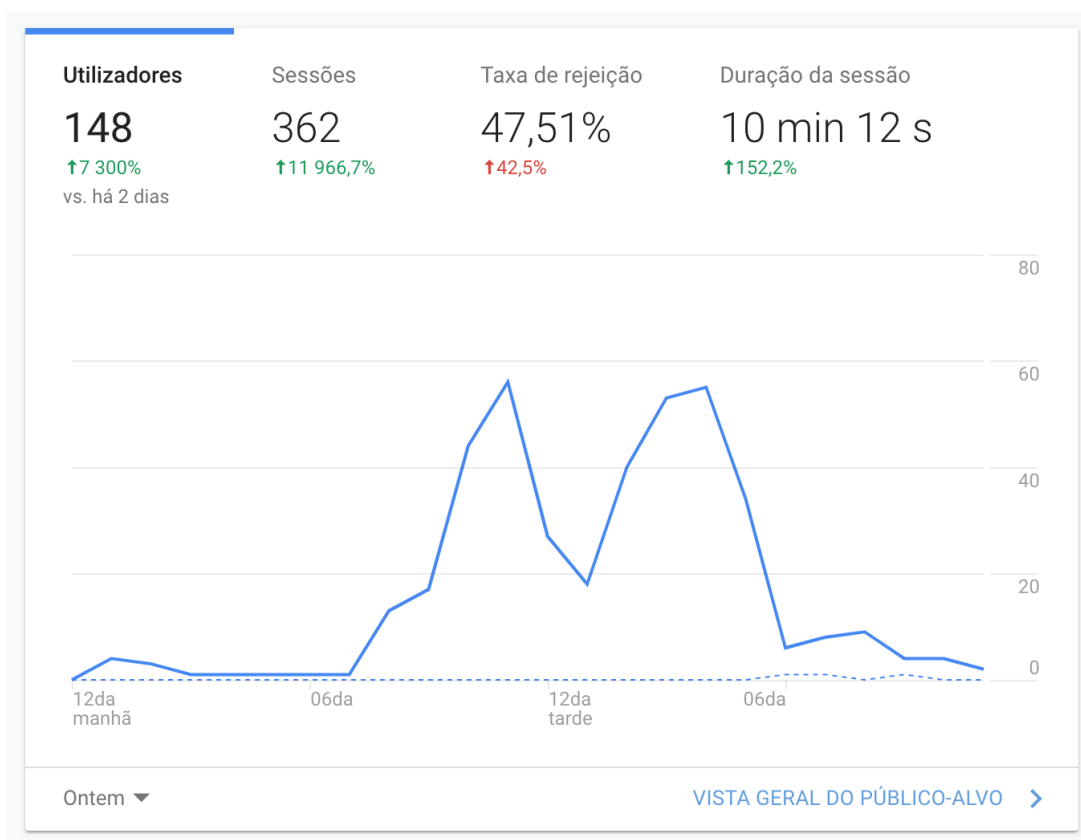 Utilizadores Sessões Taxa de rejeição Duração da sessão
148 362 47,51% 10 min 12 s
↑7 300% ↑11 966,7% ↑42,5% ↑152,2%
vs. há 2 dias
80
60
40
20
0
12da 06da 12da 06da
manhã tarde
Ontem VISTA GERAL DO PÚBLICO-ALVO